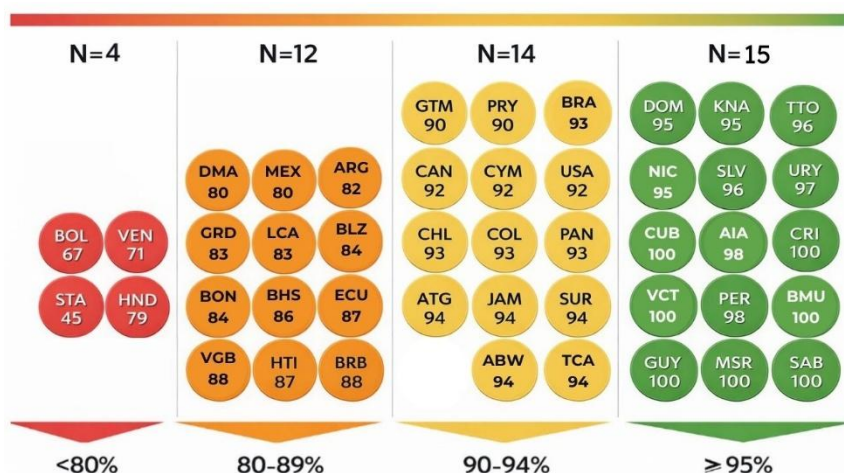 N=4
N=12
N=14
N=15
BOL
67
VEN
71
STA
45
HND
79
DMA
80
MEX
80
ARG
82
GRD
83
LCA
83
BLZ
84
BON
84
BHS
86
ECU
87
VGB
88
HTI
87
BRB
88
GTM
90
PRY
90
BRA
93
CAN
92
CYM
92
USA
92
CHL
93
COL
93
PAN
93
ATG
94
JAM
94
SUR
94
ABW
94
TCA
94
DOM
95
KNA
95
TTO
96
NIC
95
SLV
96
URY
97
CUB
100
AIA
98
CRI
100
VCT
100
PER
98
BMU
100
GUY
100
MSR
100
SAB
100
<80%
80-89%
90-94%
≥95%